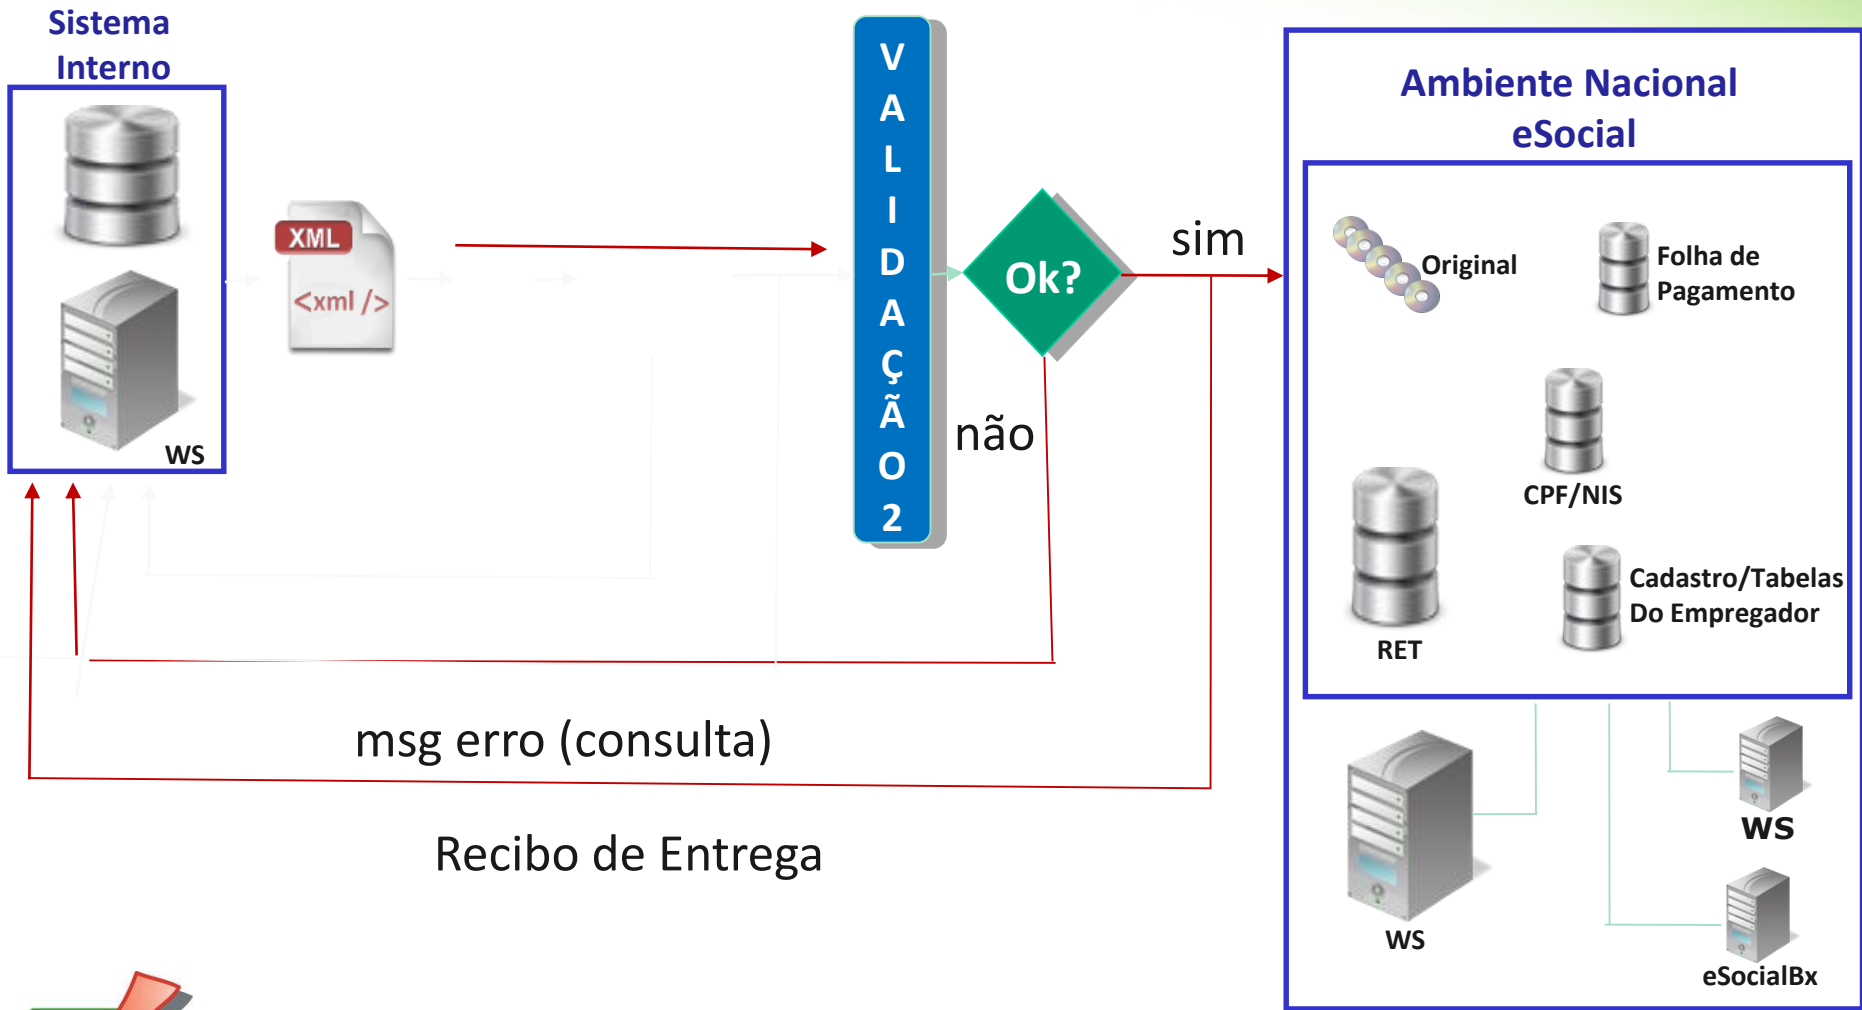 Sistema
Interno
WS
XML
<xml />
VALIDAÇÃO2
Ok?
sim
não
msg erro (consulta)
Recibo de Entrega
Ambiente Nacional
eSocial
Original
Folha de
Pagamento
CPF/NIS
RET
Cadastro/Tabelas
Do Empregador
WS
WS
eSocialBx